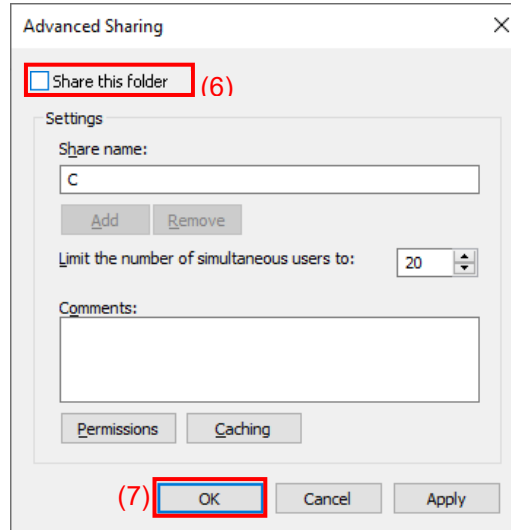 Advanced Sharing
Share this folder (6)
Settings
Share name:
C
Add Remove
Limit the number of simultaneous users to: 20
Comments:
Permissions Caching
(7) OK Cancel Apply